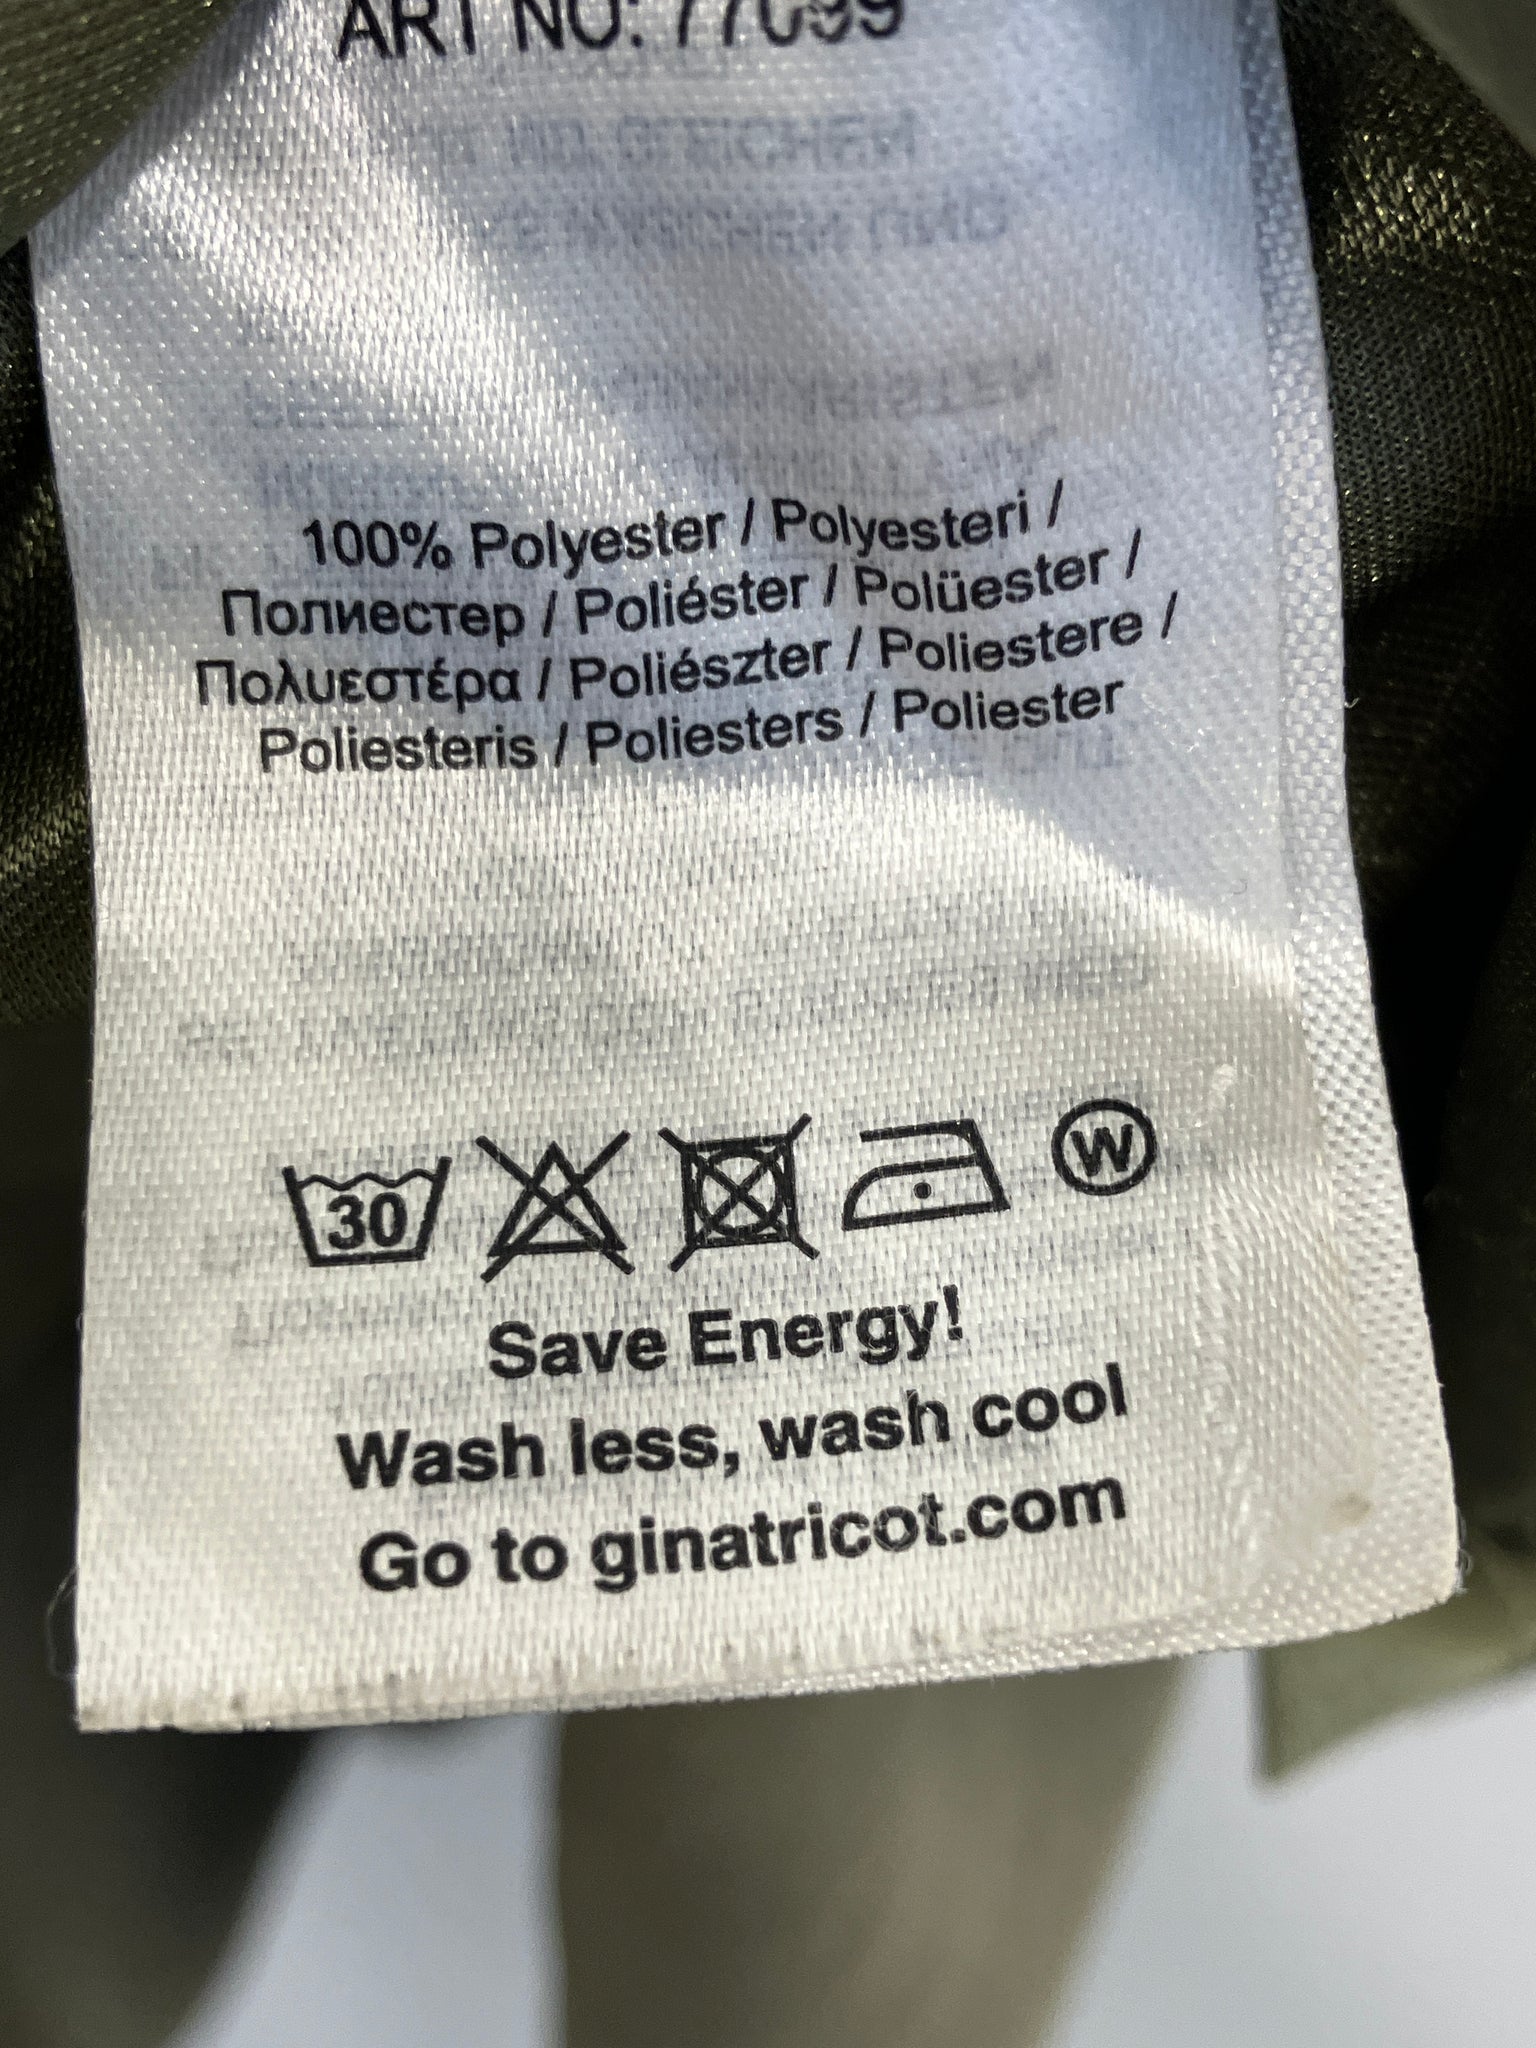 ART NO: 77099
100% Polyester / Polyesteri /
Полиестер / Poliéster / Polüester /
Πολυεστέρα / Poliészter / Poliestere /
Poliesteris / Poliesters / Poliester
30
W
Save Energy!
Wash less, wash cool
Go to ginatricot.com